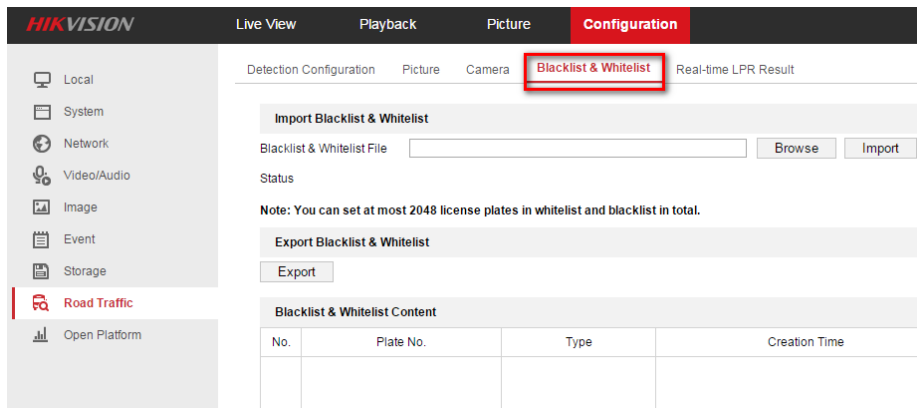 HIKVISION
Live View Playback Picture Configuration
Local
System
Network
Video/Audio
Image
Event
Storage
Road Traffic
Open Platform
Detection Configuration Picture Camera Blacklist & Whitelist Real-time LPR Result
Import Blacklist & Whitelist
Blacklist & Whitelist File Browse Import
Status
Note: You can set at most 2048 license plates in whitelist and blacklist in total.
Export Blacklist & Whitelist
Export
Blacklist & Whitelist Content
No. Plate No. Type Creation Time